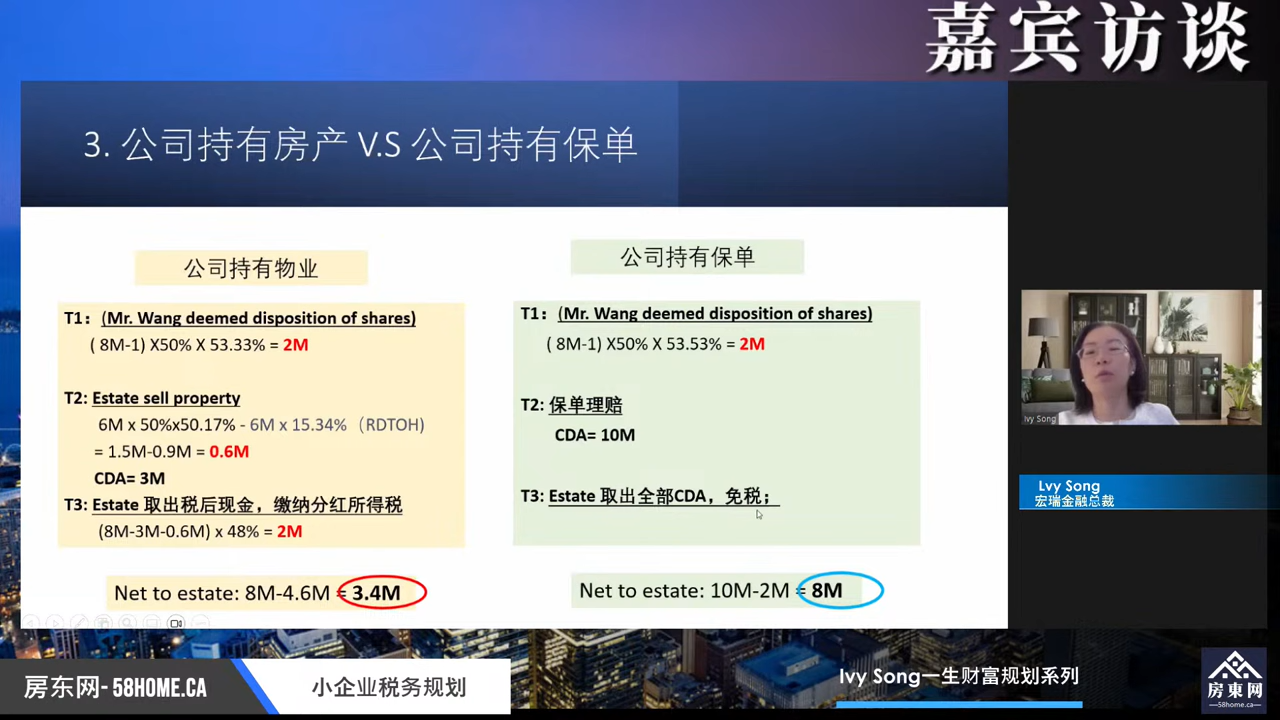 嘉宾访谈
3. 公司持有房产 V.S 公司持有保单
公司持有物业
T1：(Mr. Wang deemed disposition of shares)
( 8M-1) X50% X 53.33% = 2M
T2: Estate sell property
6M x 50%x50.17% - 6M x 15.34%（RDTOH)
= 1.5M-0.9M = 0.6M
CDA= 3M
T3: Estate 取出税后现金，缴纳分红所得税
(8M-3M-0.6M) x 48% = 2M
Net to estate: 8M-4.6M = 3.4M
公司持有保单
T1：(Mr. Wang deemed disposition of shares)
( 8M-1) X50% X 53.53% = 2M
T2: 保单理赔
CDA= 10M
T3: Estate 取出全部CDA，免税；
Net to estate: 10M-2M = 8M
Ivy Song
Lvy Song
宏瑞金融总裁
房东网- 58HOME.CA
小企业税务规划
Ivy Song一生财富规划系列
房東网
58home.ca